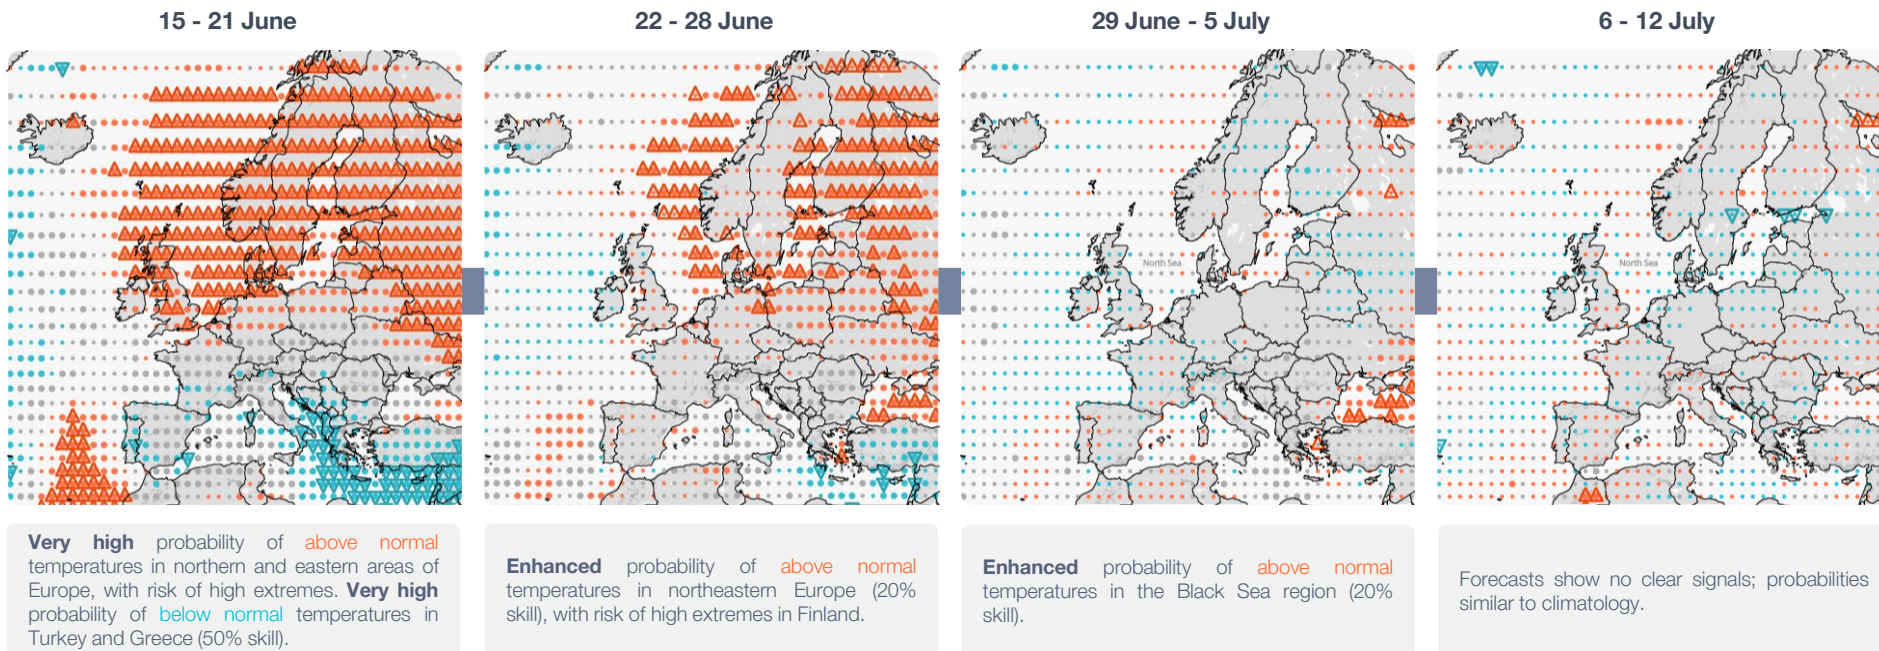 15 - 21 June
22 - 28 June
29 June - 5 July
6 - 12 July
North Sea
North Sea
Very high probability of above normal
temperatures in northern and eastern areas of
Europe, with risk of high extremes. Very high
probability of below normal temperatures in
Turkey and Greece (50% skill).
Enhanced probability of above normal
temperatures in northeastern Europe (20%
skill), with risk of high extremes in Finland.
Enhanced probability of above normal
temperatures in the Black Sea region (20%
skill).
Forecasts show no clear signals; probabilities
similar to climatology.